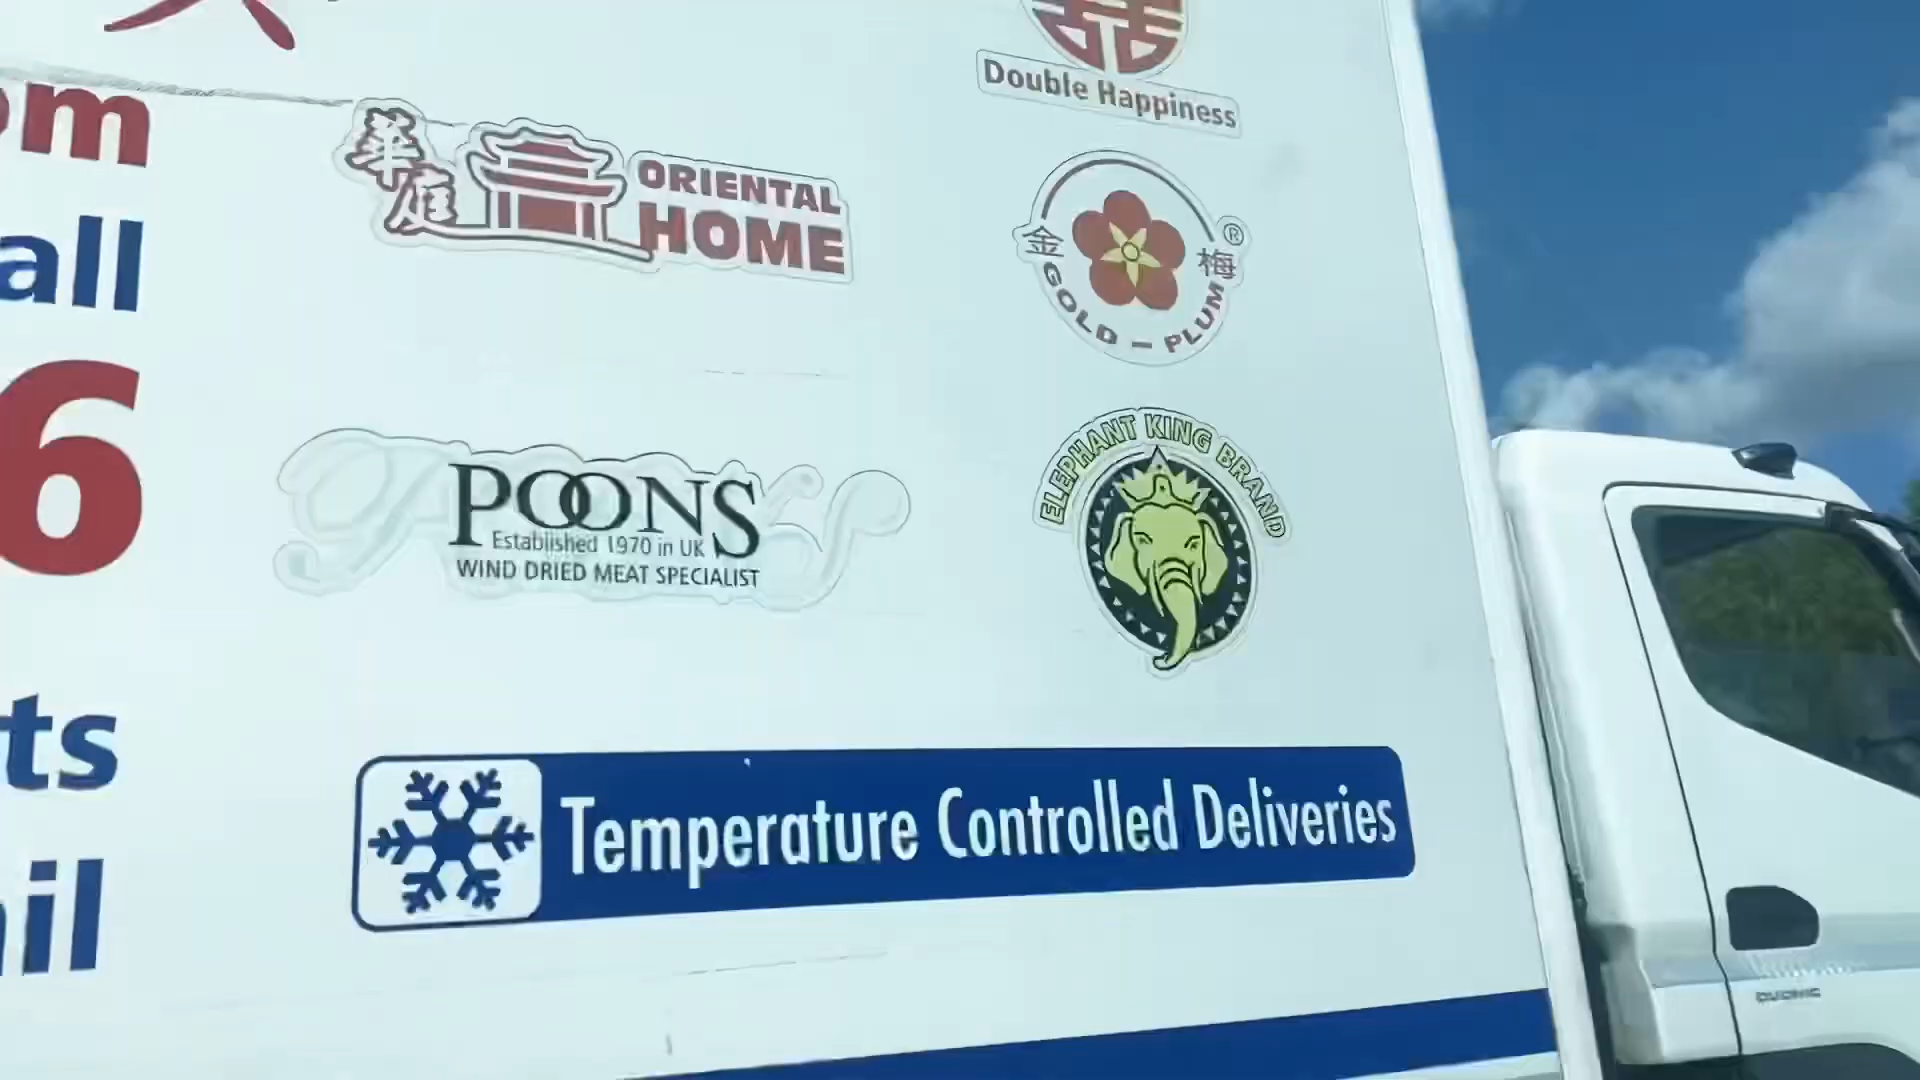 om
all
6
ts
il
囍
Double Happiness
華庭
ORIENTAL
HOME
金 梅 ®
GOLD – PLUM
POONS
Established 1970 in UK
WIND DRIED MEAT SPECIALIST
ELEPHANT KING BRAND
Temperature Controlled Deliveries
DUONIC